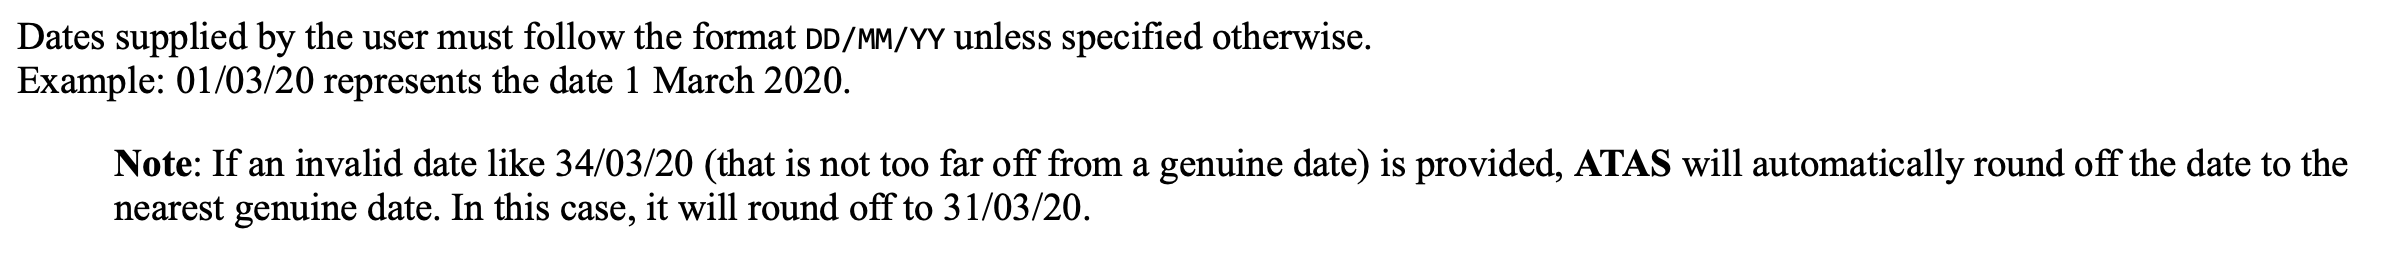 Dates supplied by the user must follow the format DD/MM/YY unless specified otherwise.
Example: 01/03/20 represents the date 1 March 2020.
Note: If an invalid date like 34/03/20 (that is not too far off from a genuine date) is provided, ATAS will automatically round off the date to the
nearest genuine date. In this case, it will round off to 31/03/20.